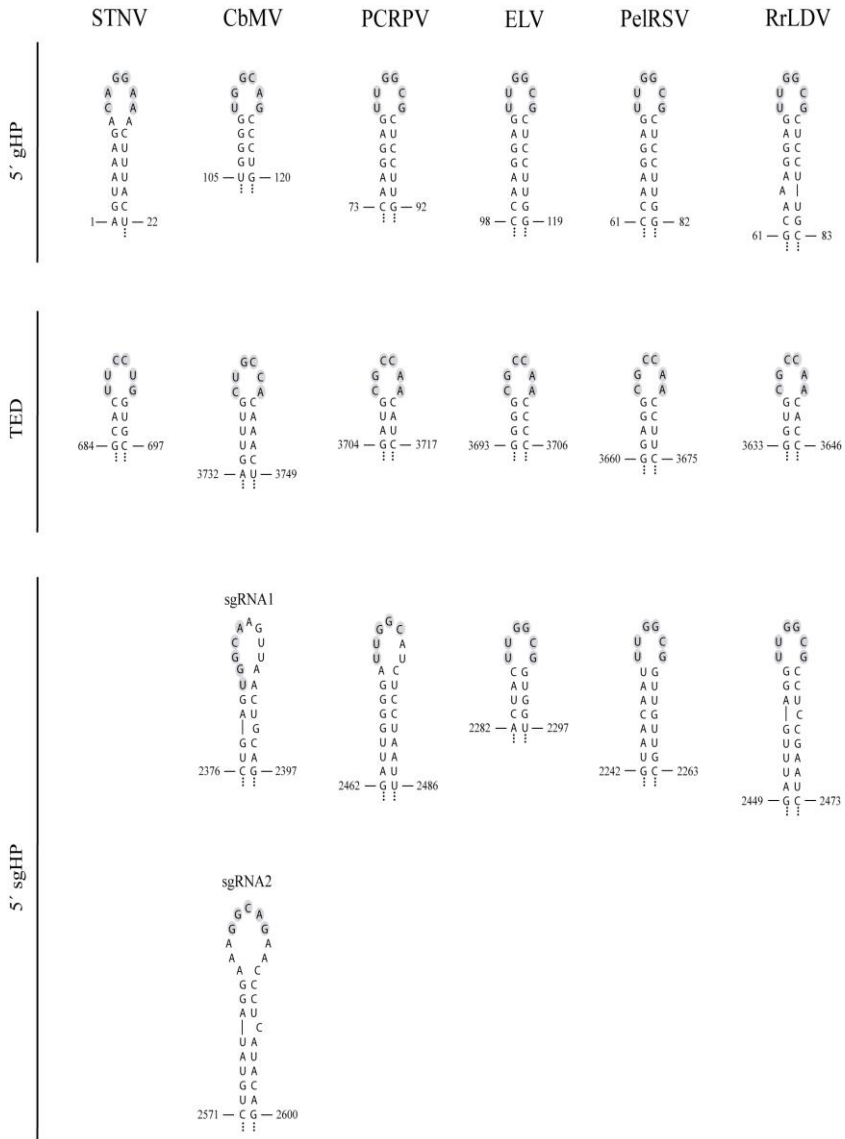 STNV CbMV PCRPV ELV PelRSV RrLDV
5´ gHP
GG
C A
A A
A A
G C
A U
A U
A U
U A
G C
1 — A U — 22
GC
G A
U G
G C
G C
G C
G U
105 — U G — 120
GG
U C
U G
G C
A U
G C
G C
A U
A U
73 — C G — 92
GG
U C
U G
G C
A U
G C
G C
A U
A U
C G
98 — C G — 119
GG
U C
U G
G C
A U
G C
G C
A U
A U
C G
61 — C G — 82
GG
U C
U G
G C
A U
G C
G C
A U
A |
A U
C G
61 — G C — 83
TED
CC
U U
U G
C G
A U
C G
684 — G C — 697
GC
U C
C A
G C
U A
U A
U A
G C
3732 — A U — 3749
CC
G A
C A
G C
U A
A U
3704 — G C — 3717
CC
G A
C A
G C
G C
G C
3693 — G C — 3706
CC
G A
C A
G C
G C
A U
G U
3660 — G C — 3675
CC
G A
C A
G C
U A
G C
3633 — G C — 3646
5´ sgHP
sgRNA1
A
A G
C U
G U
G A
U A
G C
A U
| G
G C
U A
2376 — C G — 2397
G
G C
U A
U U
A C
G U
G C
G C
G U
U A
U A
A U
2462 — G U — 2486
GG
U C
U G
C G
A U
U G
C G
2282 — A U — 2297
GG
U C
U G
U G
A U
A U
C G
A U
A U
U G
2242 — G C — 2263
GG
U C
U G
G C
G C
A U
| C
G C
U G
U A
U A
A U
2449 — G C — 2473
sgRNA2
C
G A
G G
A A
A A
A C
G C
G C
A U
| C
U A
A U
U A
G C
U A
2571 — C G — 2600